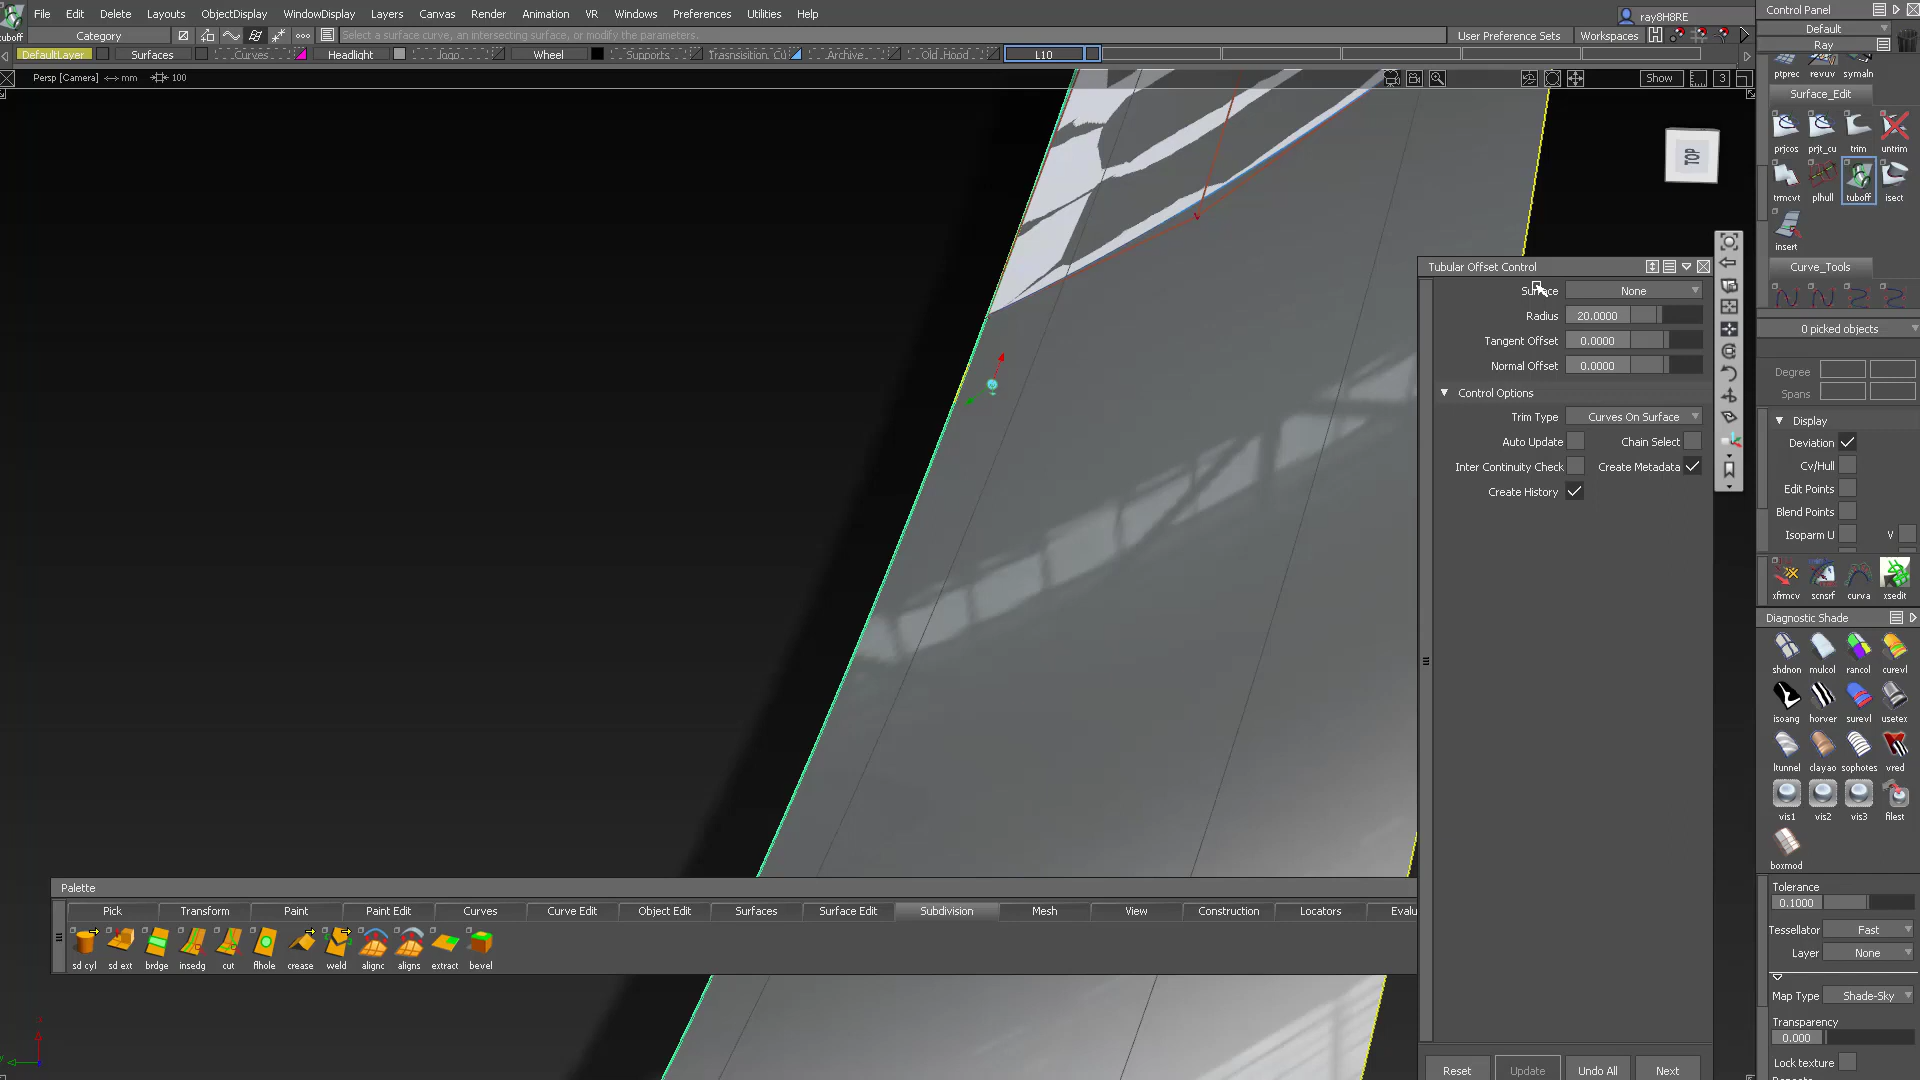 File Edit Delete Layouts ObjectDisplay WindowDisplay Layers Canvas Render Animation VR Windows Preferences Utilities Help
ray8H8RE
tuboff
Category
Select a surface curve, an intersecting surface, or modify the parameters.
User Preference Sets Workspaces
DefaultLayer Surfaces Curves Headlight Jago Wheel Supports Archive Old_Hood L10
Persp [Camera] mm 100
Show 3
TOP
Control Panel
Default
Ray
ptprec revuv symaln
Surface_Edit
prjcos prjt_cu trim untrim
trmcvt plhull tuboff isect
insert
Curve_Tools
0 picked objects
Degree
Spans
Display
Deviation
Cv/Hull
Edit Points
Blend Points
Isoparm U V
xfrmcv scnsrf curva xsedit
Diagnostic Shade
shdnon mulcol rancol curevl
isoang horver surevl usetex
ltunnel clayao sophotes vred
vis1 vis2 vis3 filest
boxmod
Tolerance
0.1000
Tessellator Fast
Layer None
Map Type Shade-Sky
Transparency
0.000
Lock texture
Tubular Offset Control
Surface None
Radius 20.0000
Tangent Offset 0.0000
Normal Offset 0.0000
Control Options
Trim Type Curves On Surface
Auto Update Chain Select
Inter Continuity Check Create Metadata
Create History
Reset Update Undo All Next
Palette
Pick Transform Paint Paint Edit Curves Curve Edit Object Edit Surfaces Surface Edit Subdivision Mesh View Construction Locators Evalu
sd cyl sd ext brdge insedg cut flhole crease weld alignc aligns extract bevel